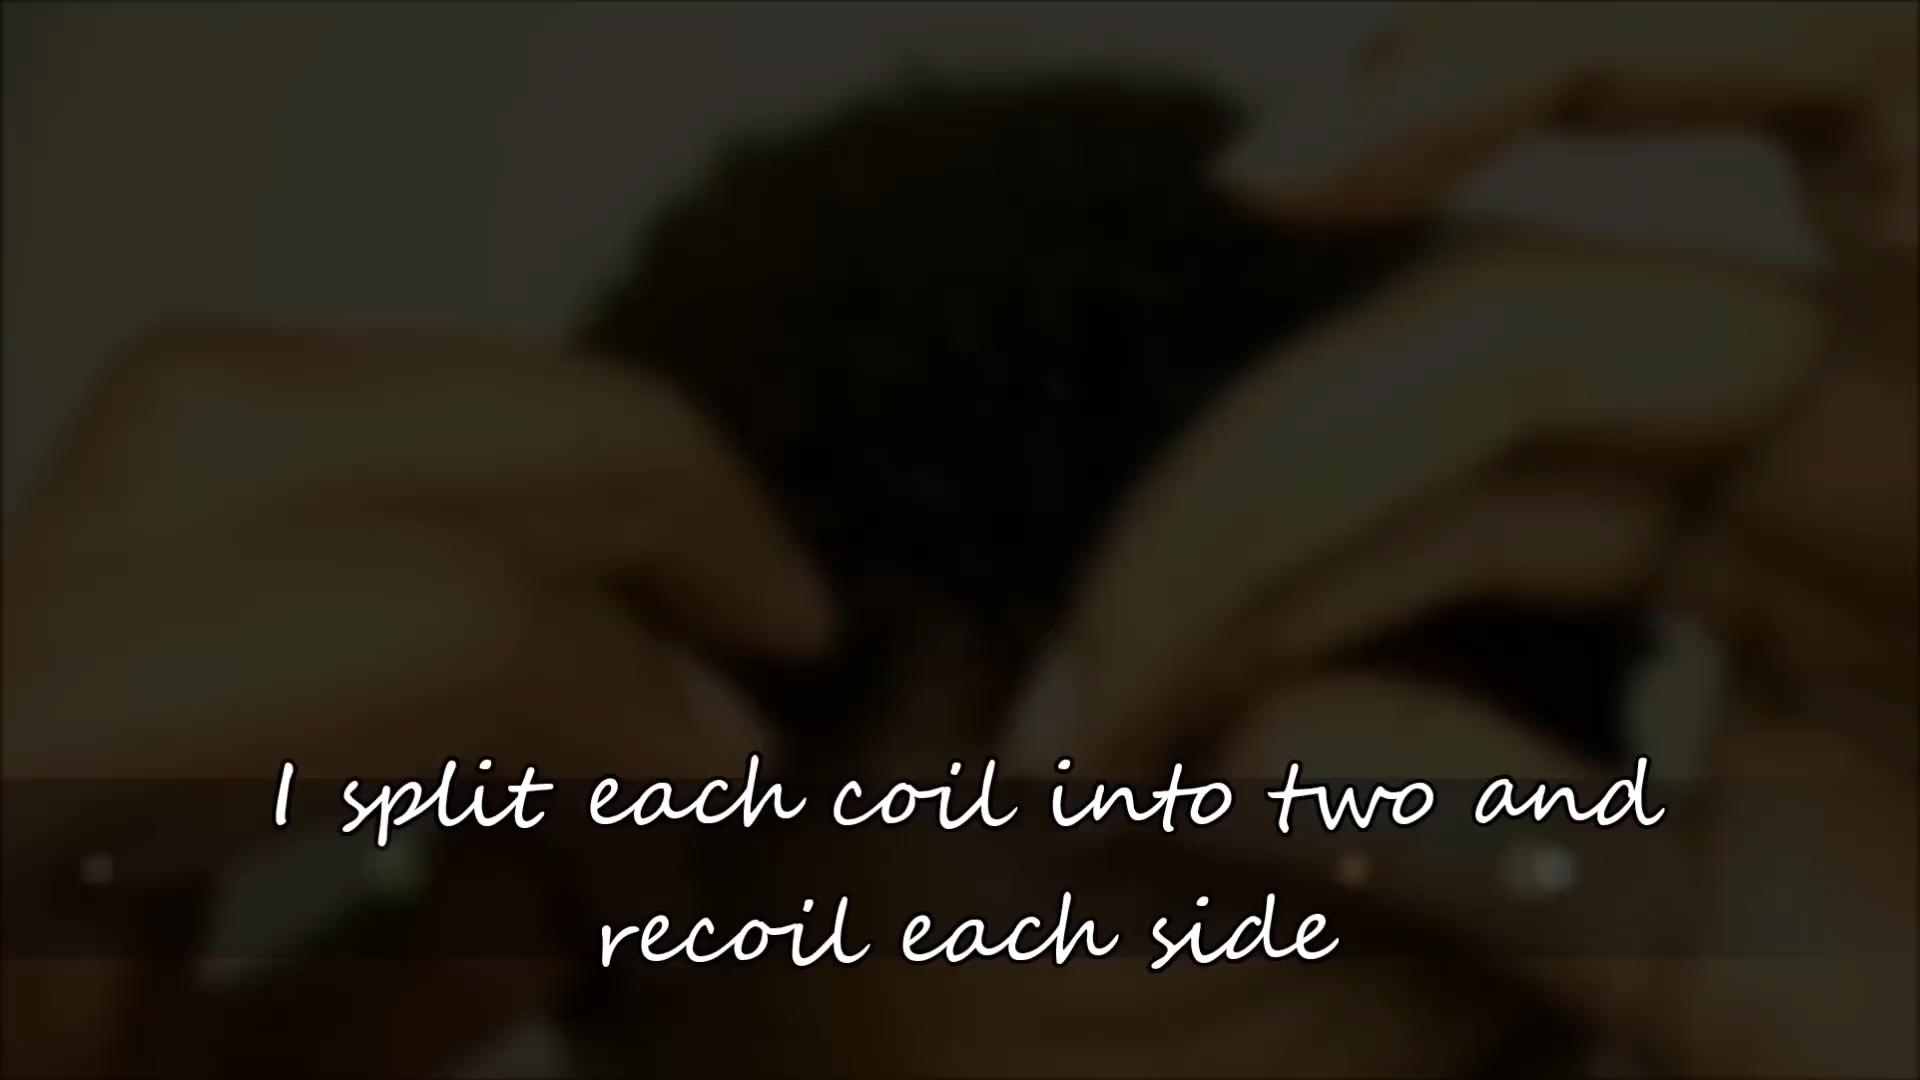 I split each coil into two and
recoil each side